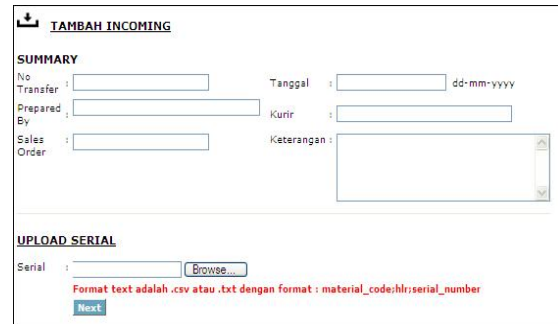 TAMBAH INCOMING
SUMMARY
No Transfer : Tanggal : dd-mm-yyyy
Prepared By : Kurir :
Sales Order : Keterangan :
UPLOAD SERIAL
Serial : Browse...
Format text adalah .csv atau .txt dengan format : material_code;hlr;serial_number
Next